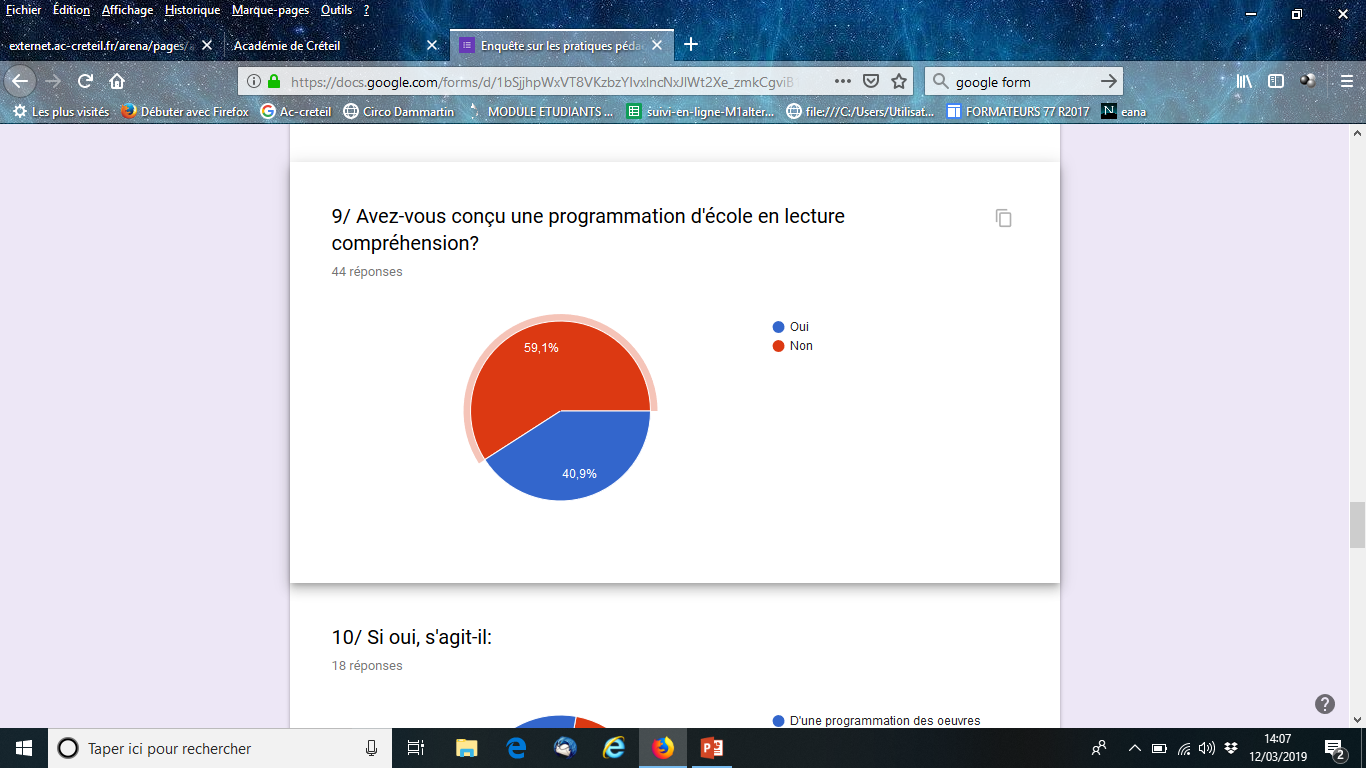 Fichier Édition Affichage Historique Marque-pages Outils ?
externet.ac-creteil.fr/arena/pages/
Académie de Créteil
Enquête sur les pratiques péda
https://docs.google.com/forms/d/1bSjjhpWxVT8VKzbzYIvxlncNxJlWt2Xe_zmkCgviB
google form
Les plus visités Débuter avec Firefox Ac-creteil Circo Dammartin MODULE ETUDIANTS ... suivi-en-ligne-M1alter... file:///C:/Users/Utilisat... FORMATEURS 77 R2017 eana
9/ Avez-vous conçu une programmation d'école en lecture
compréhension?
44 réponses
Oui
Non
59,1%
40,9%
10/ Si oui, s'agit-il:
18 réponses
D'une programmation des oeuvres
Taper ici pour rechercher
14:07
12/03/2019
2